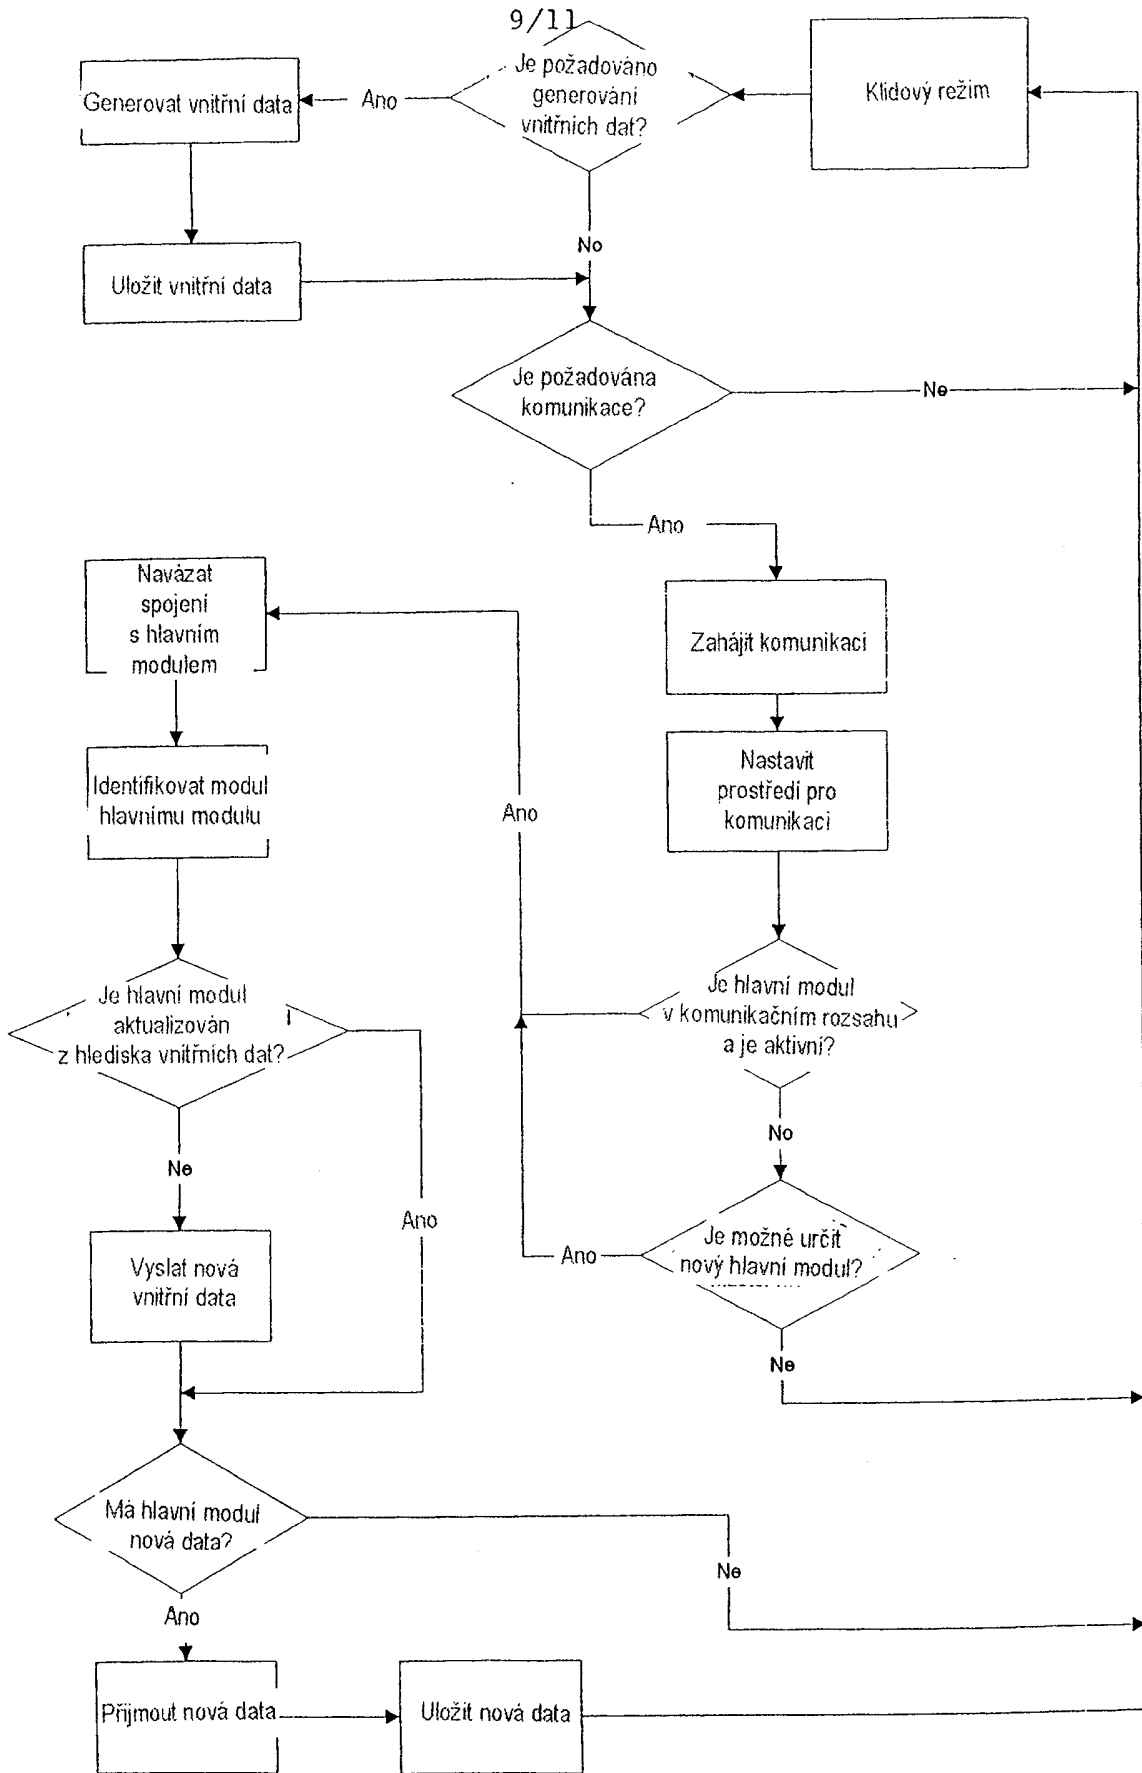 9/11
Je požadováno
generování
vnitřních dat?
Klidový režim
Ano
Generovat vnitřní data
No
Uložit vnitřní data
Je požadována
komunikace?
Ne
Ano
Navázat
spojení
s hlavním
modulem
Zahájit komunikaci
Nastavit
prostředí pro
komunikaci
Identifikovat modul
hlavnímu modulu
Ano
Je hlavní modul
v komunikačním rozsahu
a je aktivní?
Je hlavní modul
aktualizován
z hlediska vnitřních dat?
No
Ne
Ano
Je možné určit
nový hlavní modul?
Ano
Vyslat nová
vnitřní data
Ne
Má hlavní modul
nová data?
Ne
Ano
Přijmout nová data
Uložit nová data